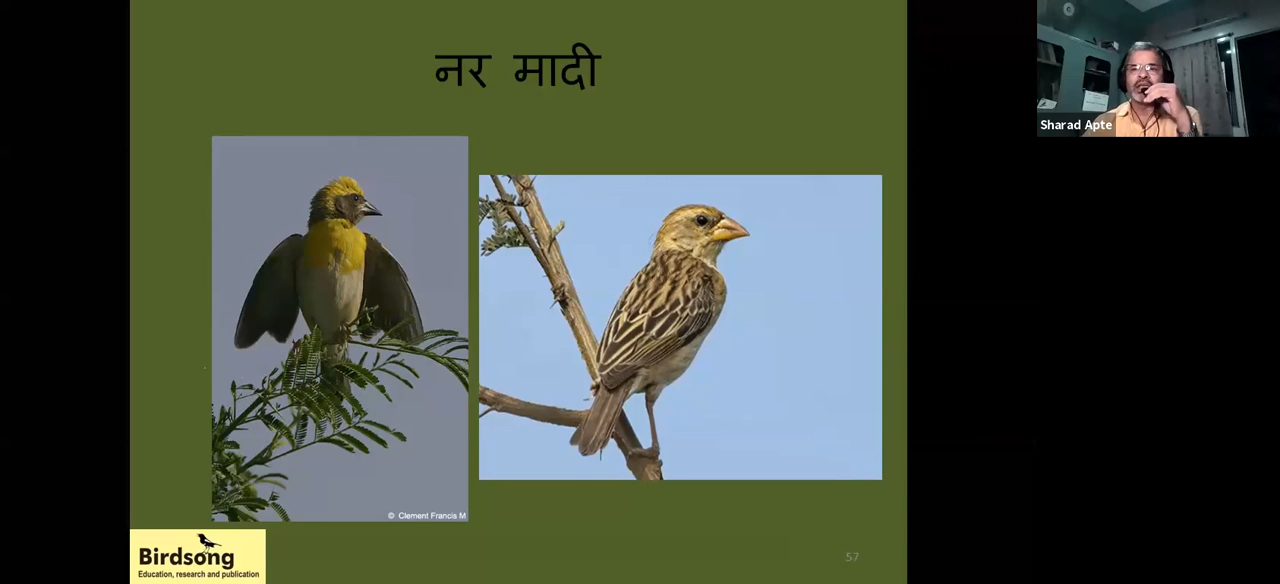 नर मादी
Sharad Apte
© Clement Francis M
Birdsong
Education, research and publication
57